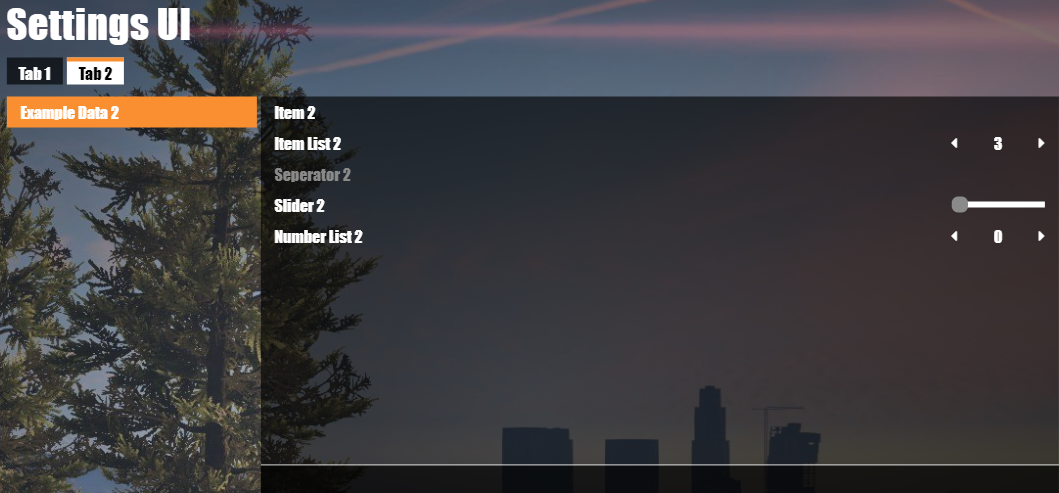 Settings UI
Tab 1 Tab 2
Example Data 2
Item 2
Item List 2 3
Seperator 2
Slider 2
Number List 2 0